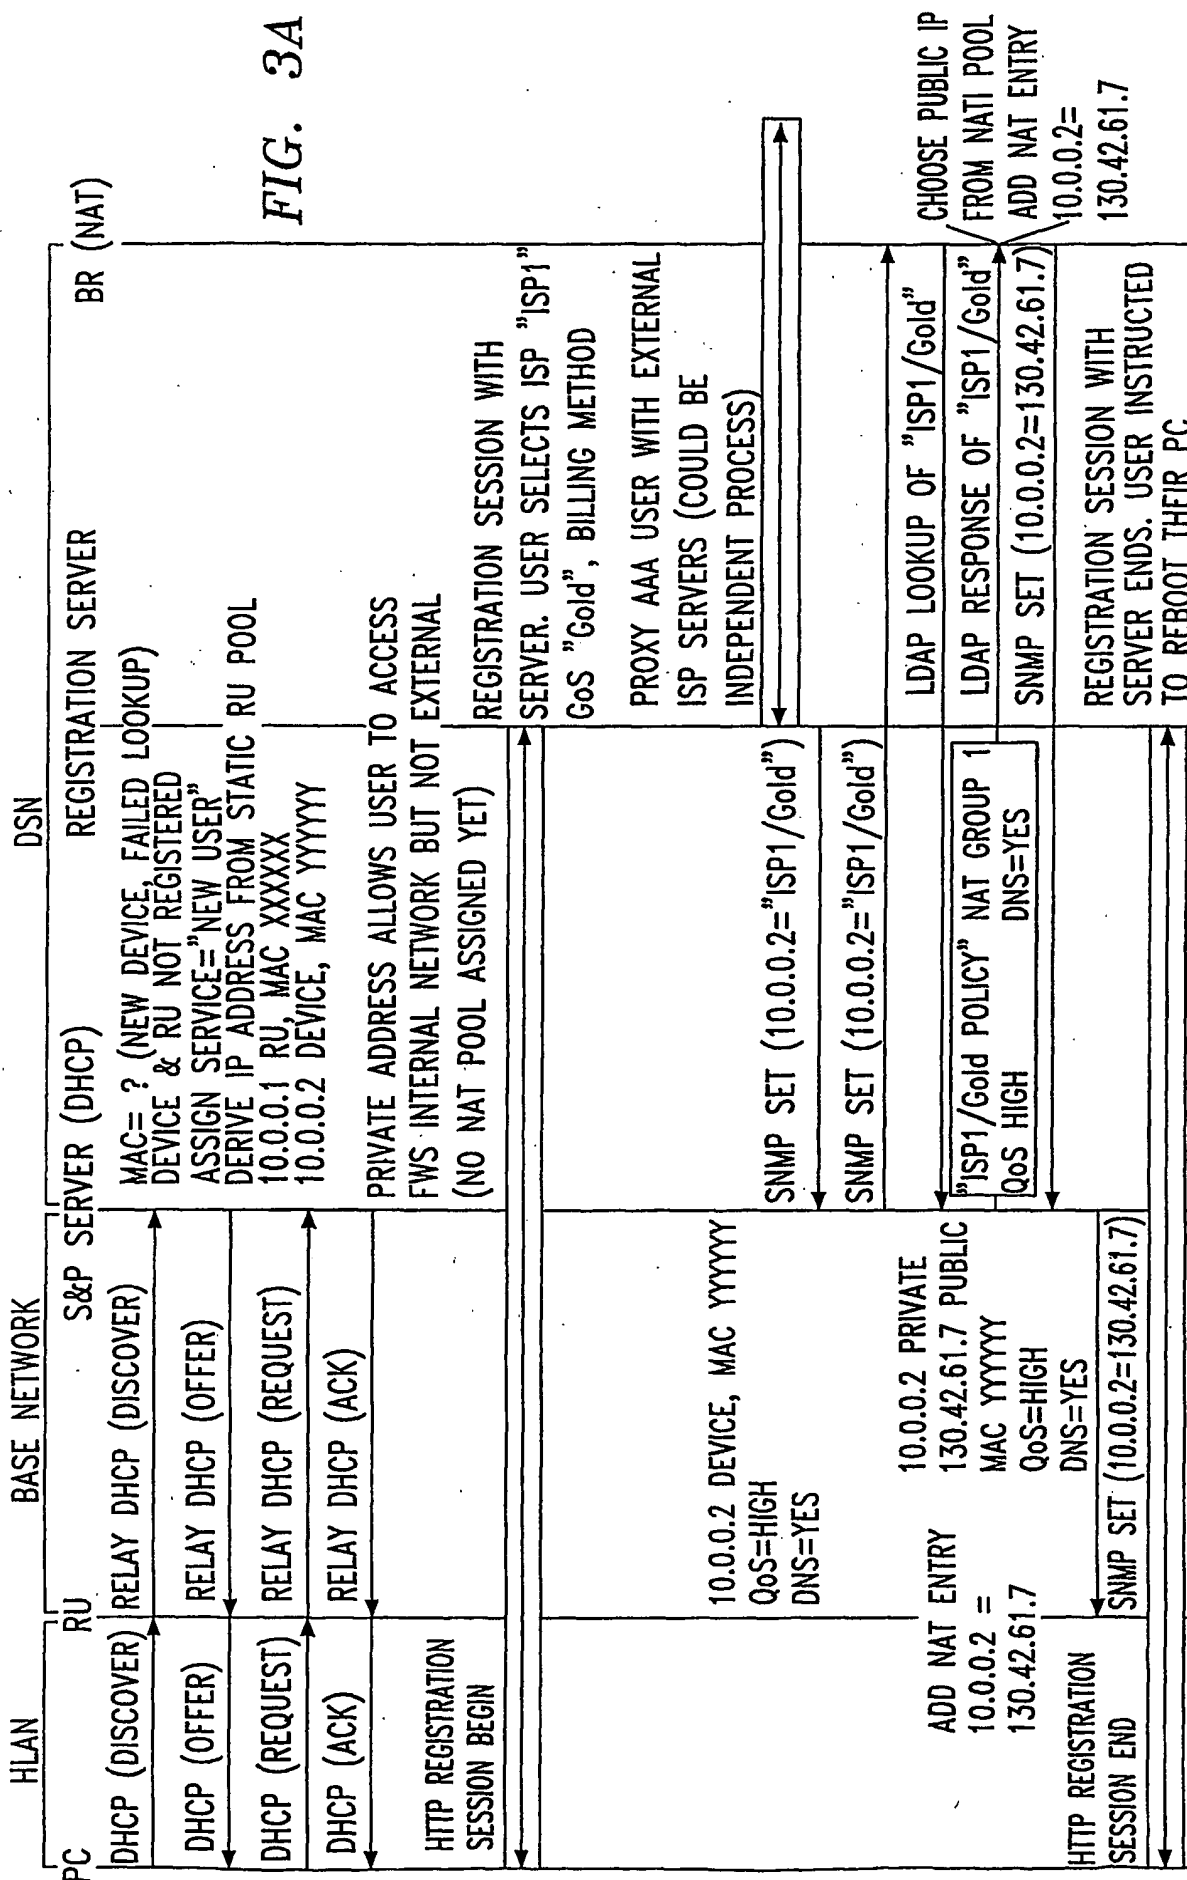 FIG. 3A
HLAN
BASE NETWORK
DSN
PC
RU
S&P SERVER (DHCP)
REGISTRATION SERVER
BR (NAT)
DHCP (DISCOVER)
RELAY DHCP (DISCOVER)
MAC= ? (NEW DEVICE, FAILED LOOKUP)
DEVICE & RU NOT REGISTERED
ASSIGN SERVICE="NEW USER"
DERIVE IP ADDRESS FROM STATIC RU POOL
10.0.0.1 RU, MAC XXXXXX
10.0.0.2 DEVICE, MAC YYYYYY
DHCP (OFFER)
RELAY DHCP (OFFER)
DHCP (REQUEST)
RELAY DHCP (REQUEST)
DHCP (ACK)
RELAY DHCP (ACK)
PRIVATE ADDRESS ALLOWS USER TO ACCESS
FWS INTERNAL NETWORK BUT NOT EXTERNAL
(NO NAT POOL ASSIGNED YET)
HTTP REGISTRATION
SESSION BEGIN
REGISTRATION SESSION WITH
SERVER. USER SELECTS ISP "ISP1"
GoS "Gold", BILLING METHOD
PROXY AAA USER WITH EXTERNAL
ISP SERVERS (COULD BE
INDEPENDENT PROCESS)
10.0.0.2 DEVICE, MAC YYYYYY
QoS=HIGH
DNS=YES
SNMP SET (10.0.0.2="ISP1/Gold")
SNMP SET (10.0.0.2="ISP1/Gold")
LDAP LOOKUP OF "ISP1/Gold"
LDAP RESPONSE OF "ISP1/Gold"
"ISP1/Gold POLICY" NAT GROUP 1
QoS HIGH DNS=YES
SNMP SET (10.0.0.2=130.42.61.7)
CHOOSE PUBLIC IP
FROM NATI POOL
ADD NAT ENTRY
10.0.0.2=
130.42.61.7
10.0.0.2 PRIVATE
130.42.61.7 PUBLIC
MAC YYYYYY
QoS=HIGH
DNS=YES
ADD NAT ENTRY
10.0.0.2 =
130.42.61.7
SNMP SET (10.0.0.2=130.42.61.7)
HTTP REGISTRATION
SESSION END
REGISTRATION SESSION WITH
SERVER ENDS. USER INSTRUCTED
TO REBOOT THEIR PC